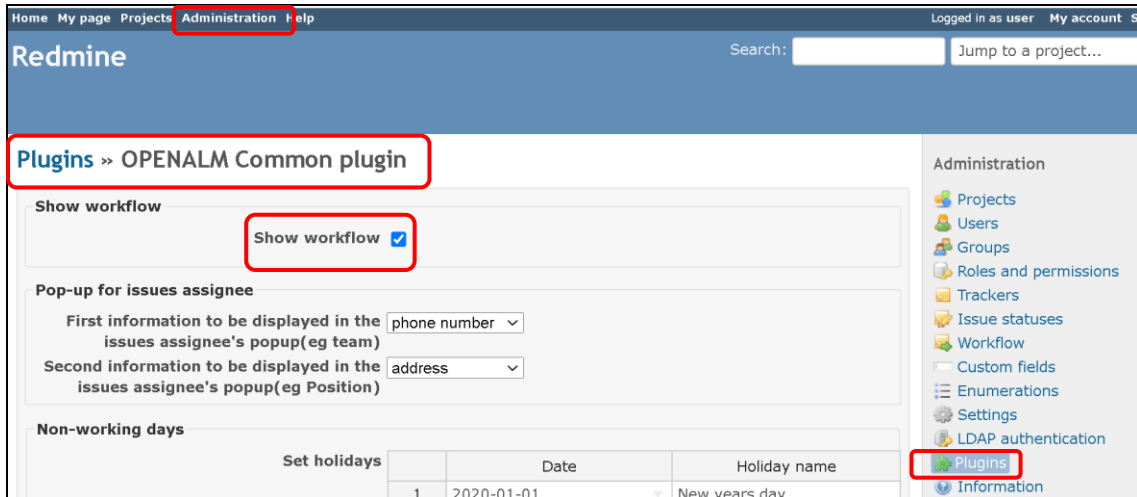 Home My page Projects Administration Help Logged in as user My account
Redmine Search: Jump to a project...
Plugins » OPENALM Common plugin
Show workflow
Show workflow
Pop-up for issues assignee
First information to be displayed in the phone number
issues assignee's popup(eg team)
Second information to be displayed in the address
issues assignee's popup(eg Position)
Non-working days
Set holidays Date Holiday name
1 2020-01-01 New years day
Administration
Projects
Users
Groups
Roles and permissions
Trackers
Issue statuses
Workflow
Custom fields
Enumerations
Settings
LDAP authentication
Plugins
Information